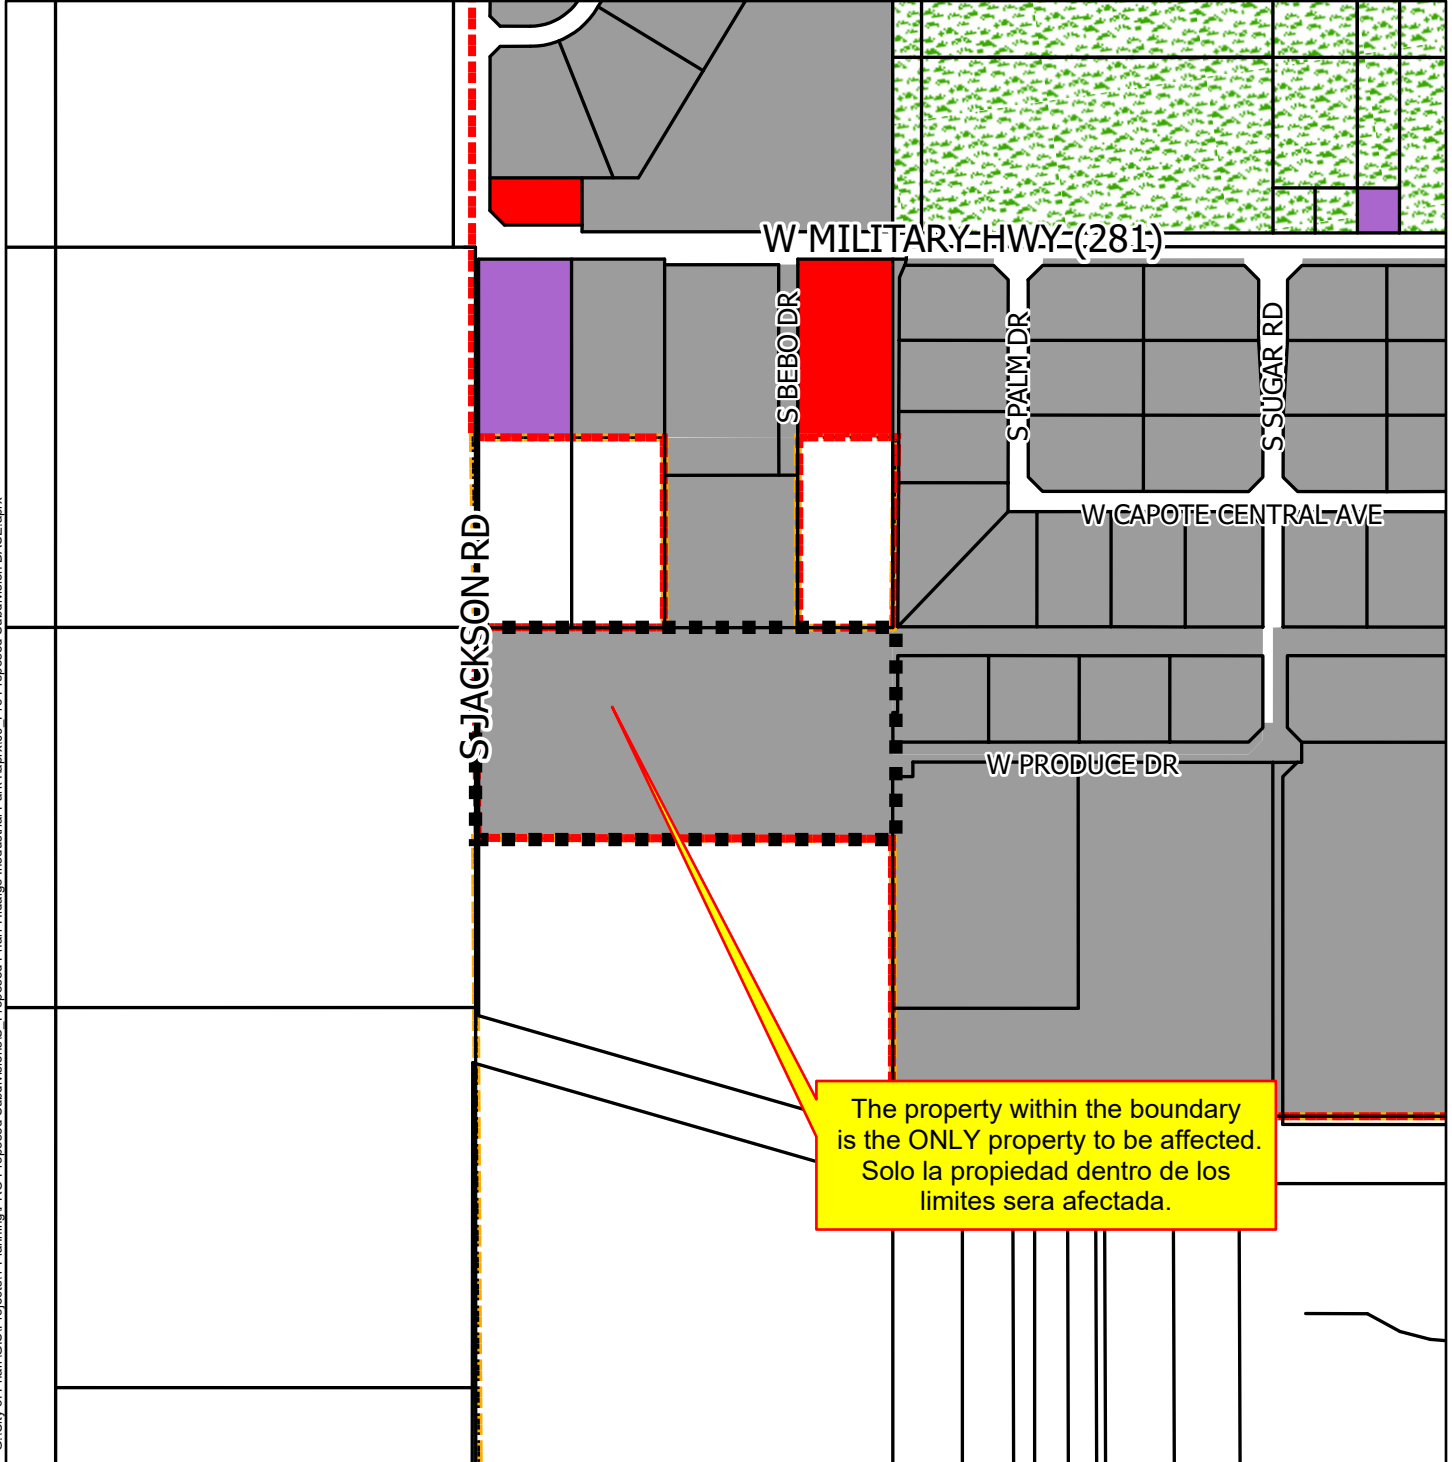 W MILITARY HWY (281)
S BEBO DR
S PALM DR
S SUGAR RD
W CAPOTE CENTRAL AVE
S JACKSON RD
W PRODUCE DR
The property within the boundary
is the ONLY property to be affected.
Solo la propiedad dentro de los
limites sera afectada.